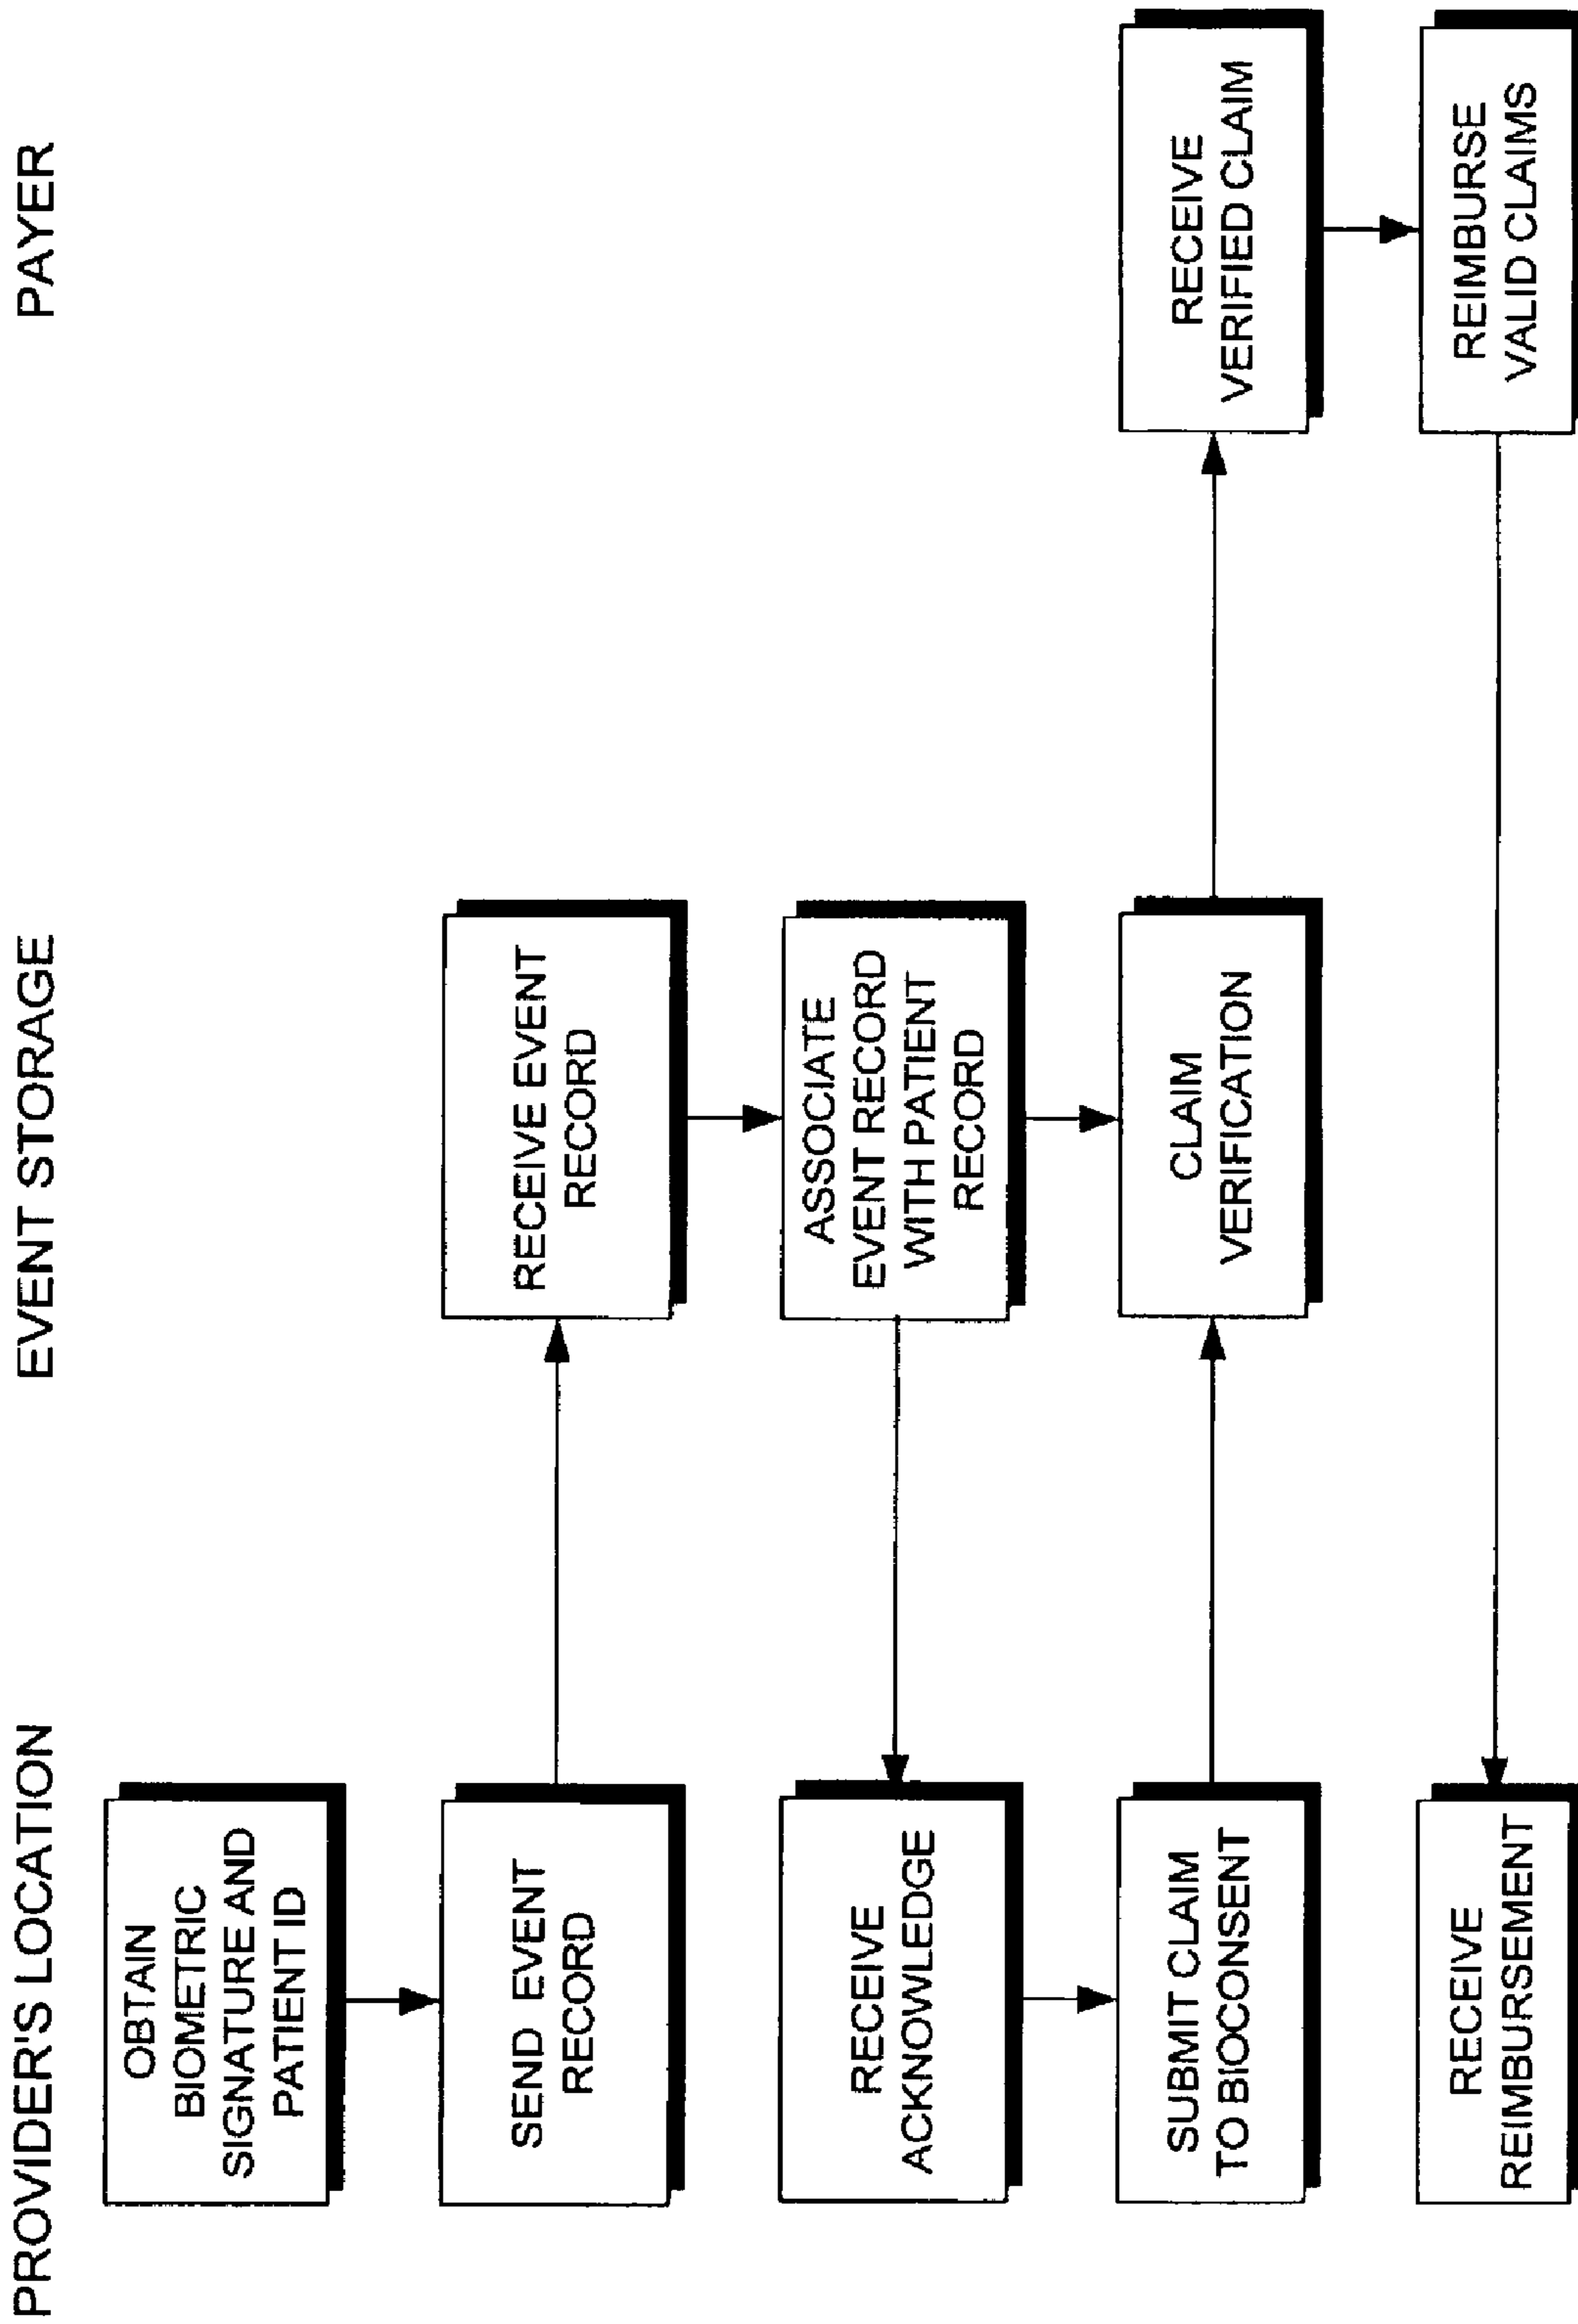 PROVIDER'S LOCATION
EVENT STORAGE
PAYER
OBTAIN
BIOMETRIC
SIGNATURE AND
PATIENT ID
SEND EVENT
RECORD
RECEIVE EVENT
RECORD
RECEIVE
ACKNOWLEDGE
ASSOCIATE
EVENT RECORD
WITH PATIENT
RECORD
SUBMIT CLAIM
TO BIOCONSENT
CLAIM
VERIFICATION
RECEIVE
VERIFIED CLAIM
RECEIVE
REIMBURSEMENT
REIMBURSE
VALID CLAIMS